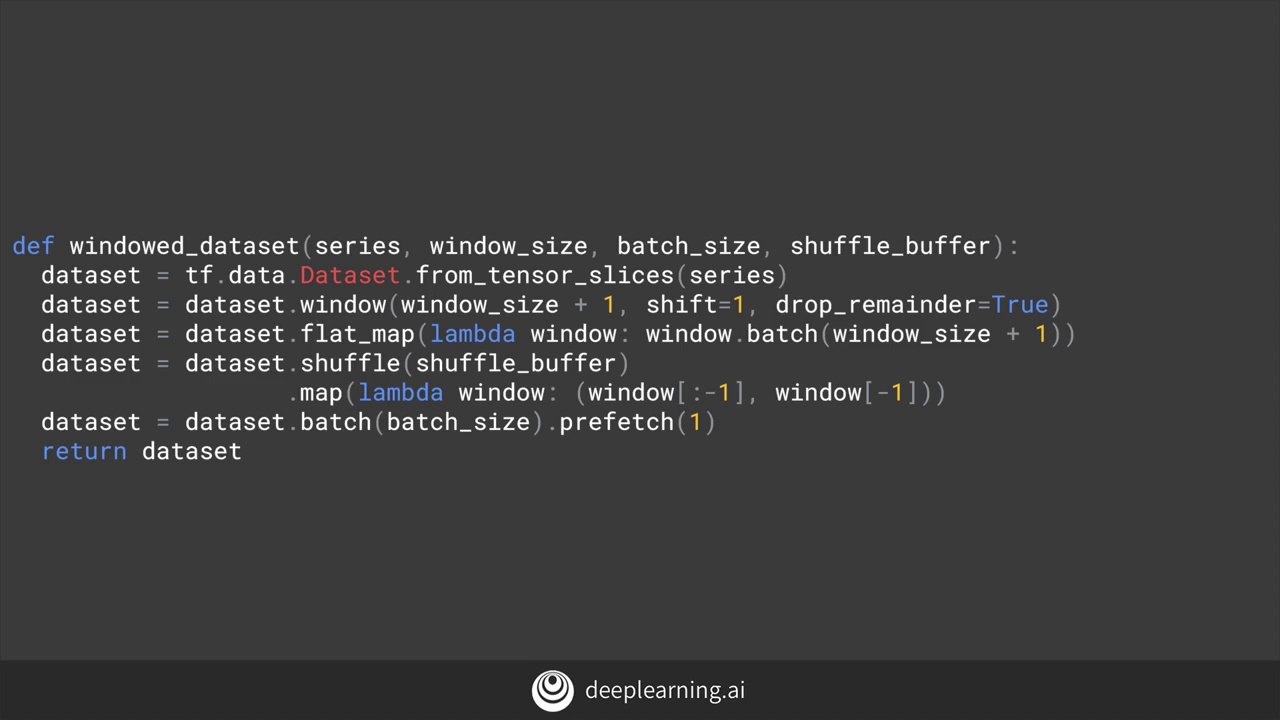 def windowed_dataset(series, window_size, batch_size, shuffle_buffer):
  dataset = tf.data.Dataset.from_tensor_slices(series)
  dataset = dataset.window(window_size + 1, shift=1, drop_remainder=True)
  dataset = dataset.flat_map(lambda window: window.batch(window_size + 1))
  dataset = dataset.shuffle(shuffle_buffer)
                   .map(lambda window: (window[:-1], window[-1]))
  dataset = dataset.batch(batch_size).prefetch(1)
  return dataset
deeplearning.ai